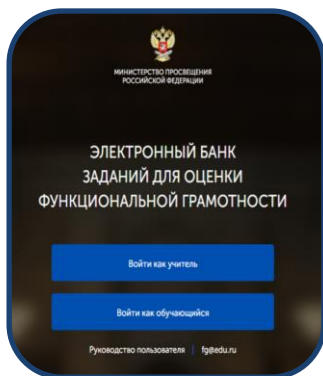 МИНИСТЕРСТВО ПРОСВЕЩЕНИЯ
РОССИЙСКОЙ ФЕДЕРАЦИИ
ЭЛЕКТРОННЫЙ БАНК
ЗАДАНИЙ ДЛЯ ОЦЕНКИ
ФУНКЦИОНАЛЬНОЙ ГРАМОТНОСТИ
Войти как учитель
Войти как обучающийся
Руководство пользователя | fg@edu.ru